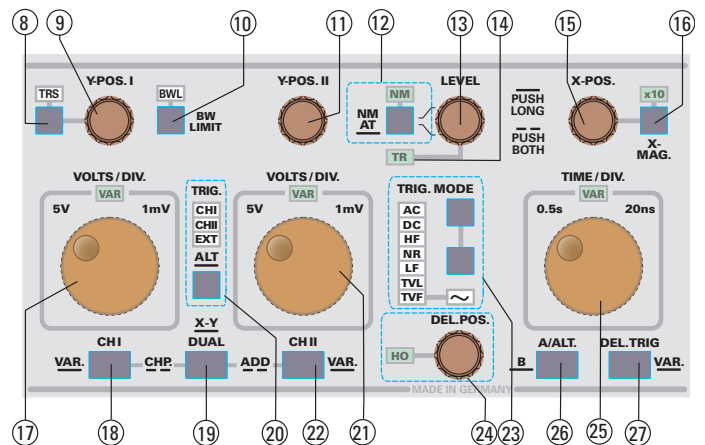 8 9 10 11 12 13 14 15 16
Y-POS. I
Y-POS. II
LEVEL
X-POS.
TRS
BWL
NM
x10
BW
LIMIT
NM
AT
PUSH
LONG
PUSH
BOTH
X-
MAG.
TR
VOLTS / DIV.
VAR
5V 1mV
TRIG.
CHI
CHII
EXT
ALT
VOLTS / DIV.
VAR
5V 1mV
TRIG. MODE
AC
DC
HF
NR
LF
TVL
TVF
~
TIME / DIV.
VAR
0.5s 20ns
X-Y
DEL.POS.
HO
CH I
DUAL
CH II
VAR.
CHP.
ADD
VAR.
B
A/ALT.
DEL.TRIG
VAR.
MADE IN GERMANY
17 18 19 20 22 21 24 23 26 25 27